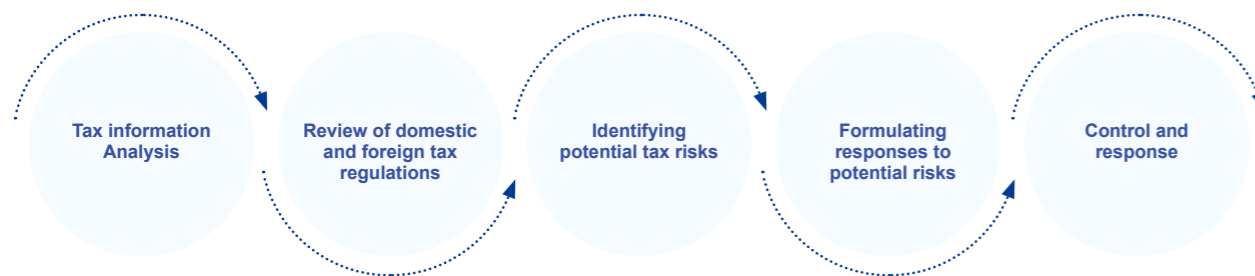 Tax information
Analysis
Review of domestic
and foreign tax
regulations
Identifying
potential tax risks
Formulating
responses to
potential risks
Control and
response